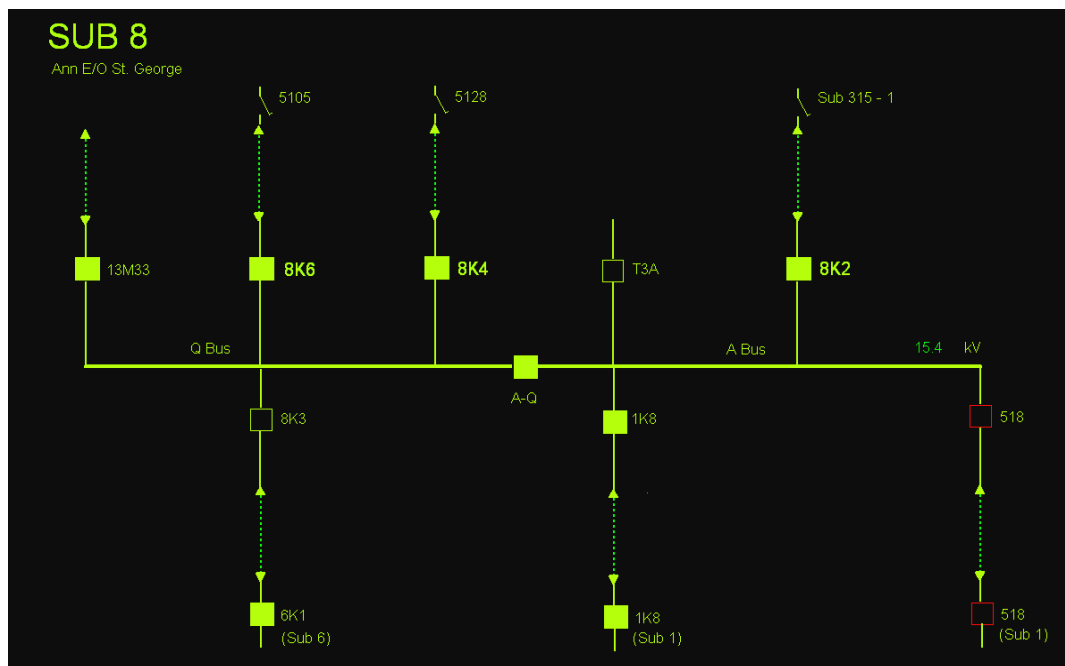 SUB 8
Ann E/O St. George
5105
5128
Sub 315 - 1
13M33
8K6
8K4
T3A
8K2
Q Bus
A Bus
15.4 kV
A-Q
8K3
1K8
518
6K1
(Sub 6)
1K8
(Sub 1)
518
(Sub 1)